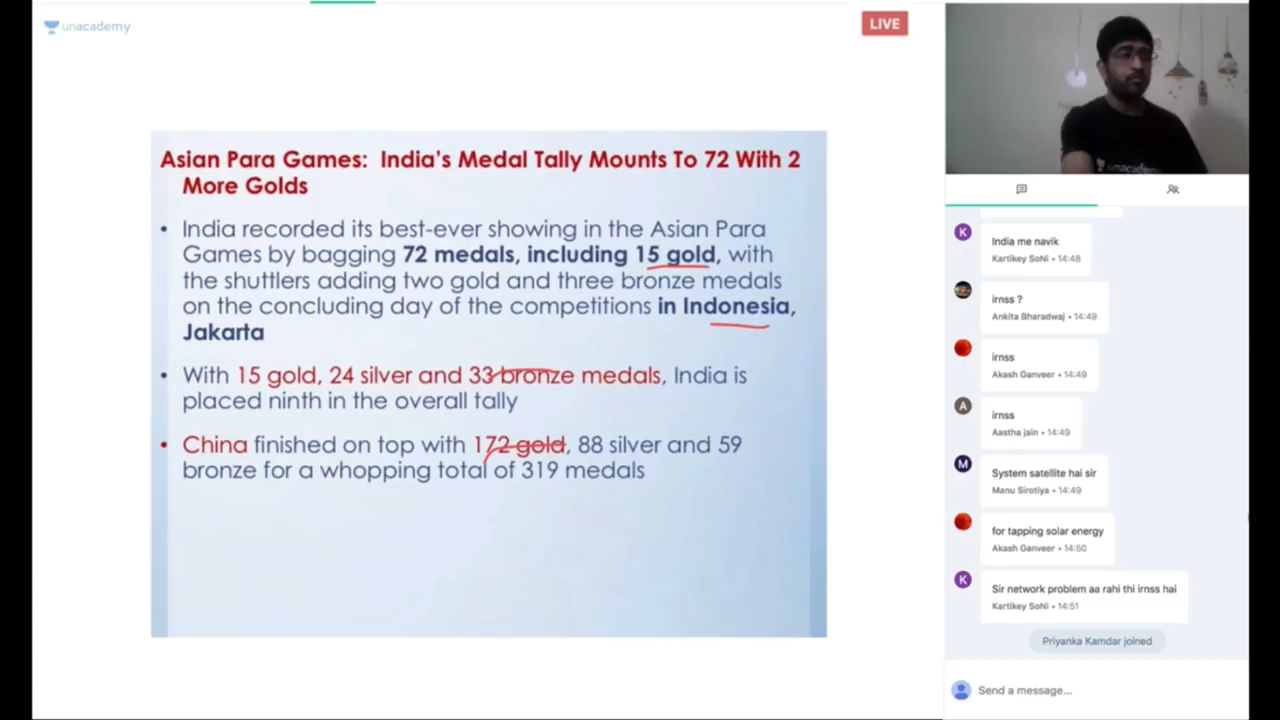 unacademy
LIVE
Asian Para Games: India's Medal Tally Mounts To 72 With 2
More Golds
• India recorded its best-ever showing in the Asian Para
Games by bagging 72 medals, including 15 gold, with
the shuttlers adding two gold and three bronze medals
on the concluding day of the competitions in Indonesia,
Jakarta
• With 15 gold, 24 silver and 33 bronze medals, India is
placed ninth in the overall tally
• China finished on top with 172 gold, 88 silver and 59
bronze for a whopping total of 319 medals
unacademy
K
India me navik
Kartikey SoNi • 14:48
irnss ?
Ankita Bharadwaj • 14:49
irnss
Akash Ganveer • 14:49
A
irnss
Aastha jain • 14:49
M
System satellite hai sir
Manu Sirotiya • 14:49
for tapping solar energy
Akash Ganveer • 14:50
K
Sir network problem aa rahi thi irnss hai
Kartikey SoNi • 14:51
Priyanka Kamdar joined
Send a message...